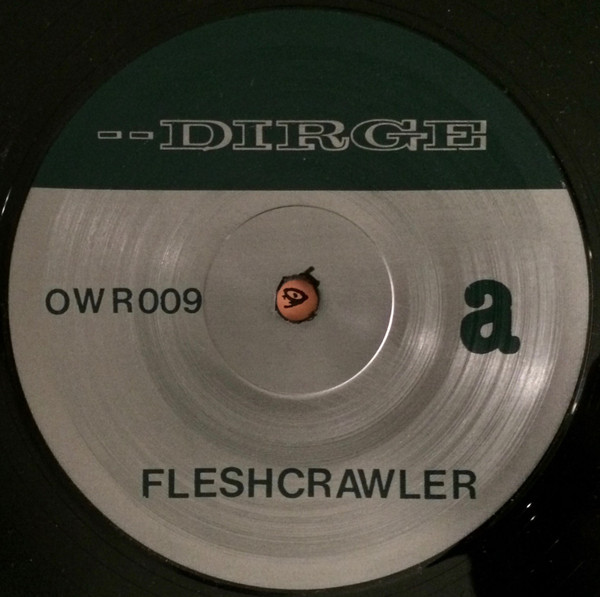 --DIRGE
OWR009
a
FLESHCRAWLER